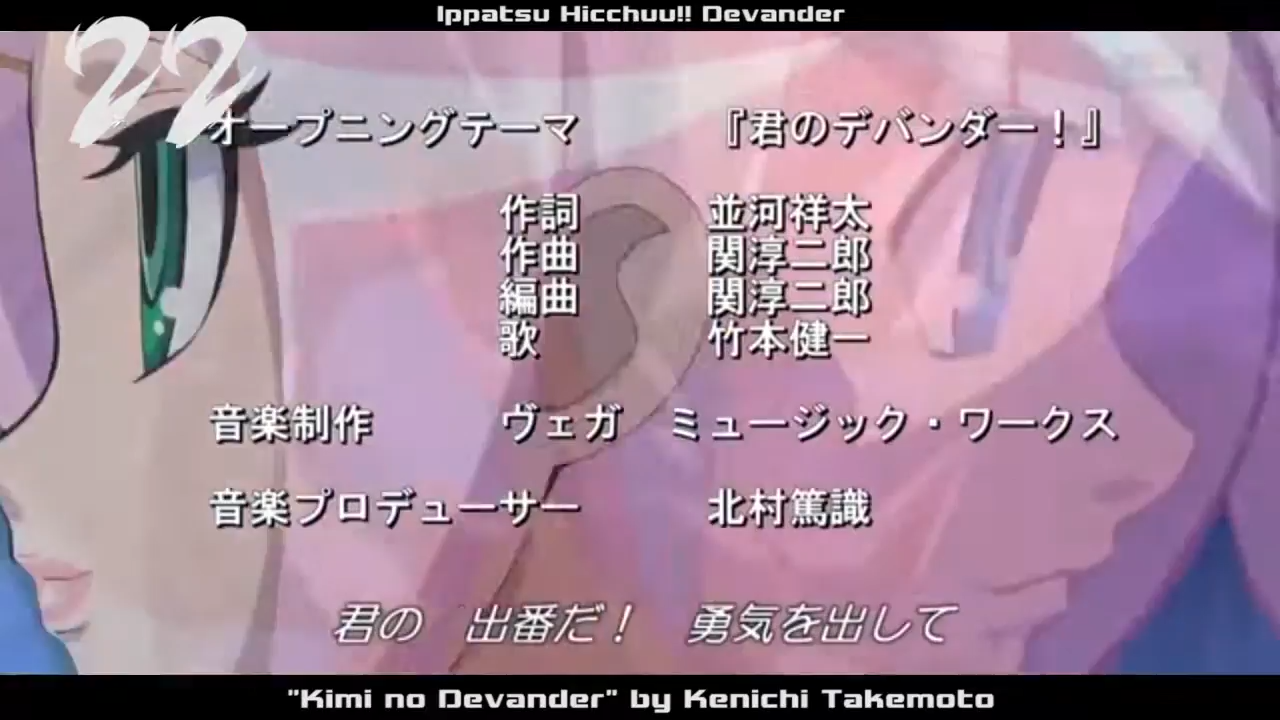 Ippatsu Hicchuu!! Devander
22
オープニングテーマ 『君のデバンダー！』
作詞 並河祥太
作曲 関淳二郎
編曲 関淳二郎
歌 竹本健一
音楽制作 ヴェガ ミュージック・ワークス
音楽プロデューサー 北村篤識
君の 出番だ！ 勇気を出して
"Kimi no Devander" by Kenichi Takemoto